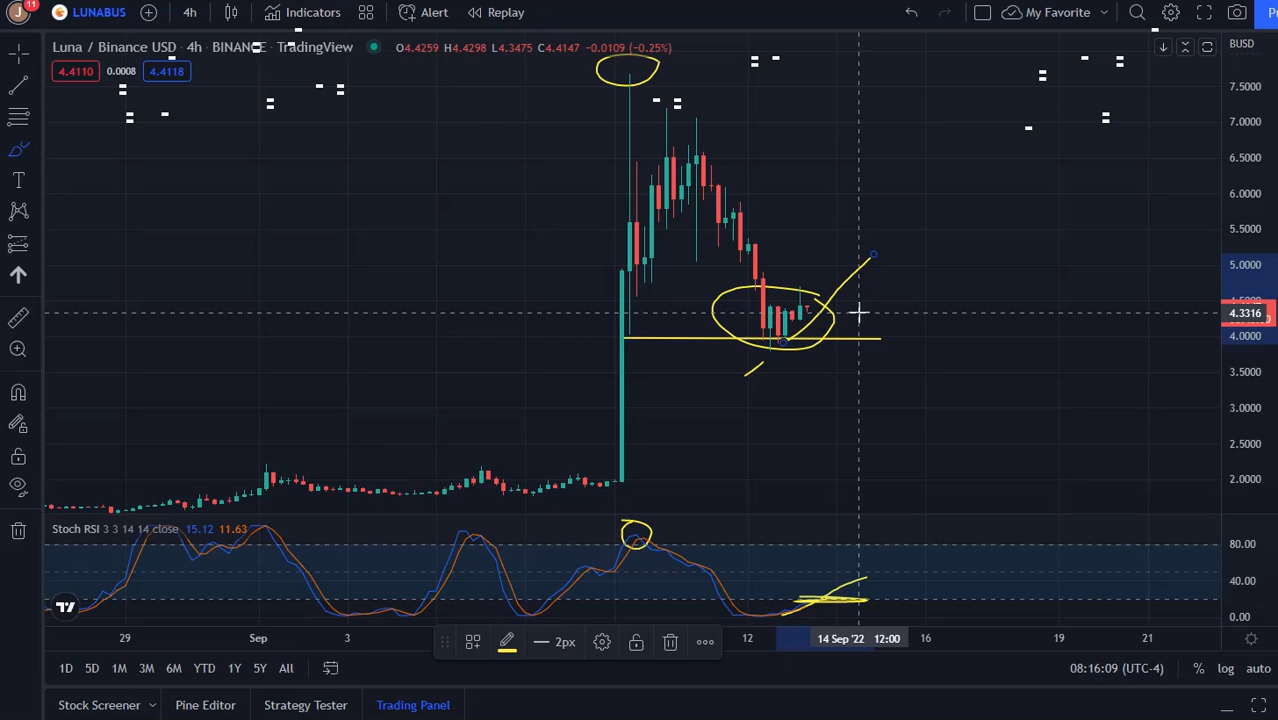 J 11 LUNABUS 4h Indicators Alert Replay My Favorite
Luna / Binance USD · 4h · BINANCE · TradingView O4.4259 H4.4298 L4.3475 C4.4147 -0.0109 (-0.25%) BUSD
4.4110 0.0008 4.4118
7.5000
7.0000
6.5000
6.0000
5.5000
5.0000
4.3316
4.0000
3.5000
3.0000
2.5000
2.0000
Stoch RSI 3 3 14 14 close 15.12 11.63
80.00
40.00
0.00
29 Sep 3 12 14 Sep '22 12:00 16 19 21
2px
1D 5D 1M 3M 6M YTD 1Y 5Y All 08:16:09 (UTC-4) % log auto
Stock Screener Pine Editor Strategy Tester Trading Panel